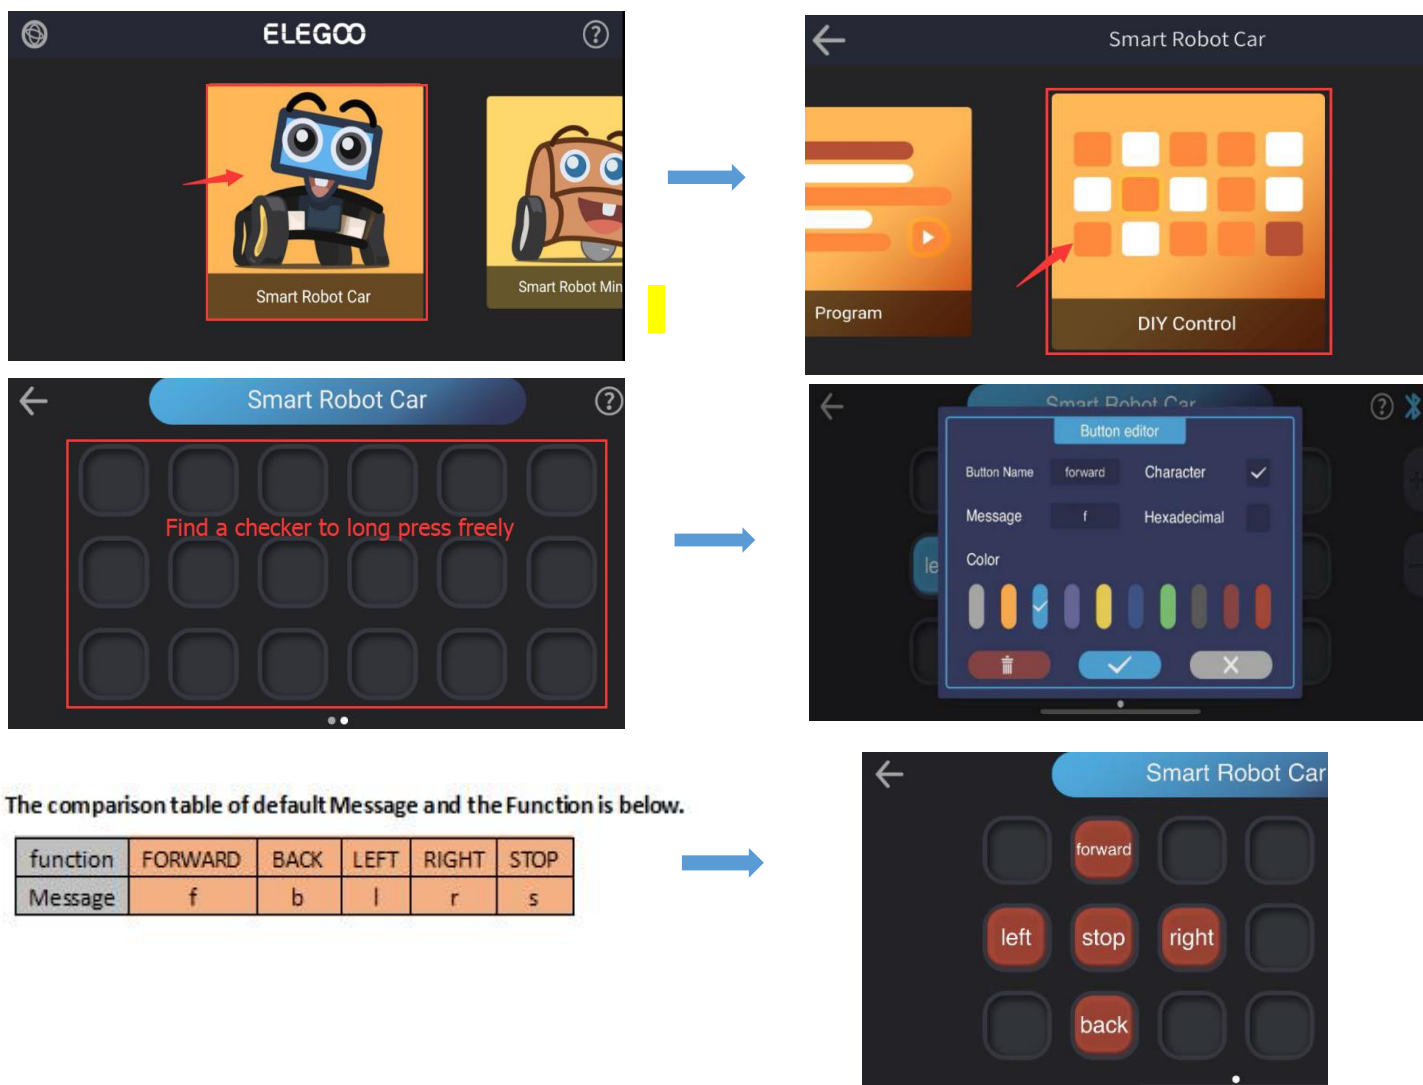 ELEGOO
?
Smart Robot Car
Smart Robot Min
Smart Robot Car
Program
DIY Control
Smart Robot Car
?
Find a checker to long press freely
Smart Robot Car
?
Button editor
Button Name forward Character
Message f Hexadecimal
Color
le
The comparison table of default Message and the Function is below.
function FORWARD BACK LEFT RIGHT STOP
Message f b l r s
Smart Robot Car
forward
left stop right
back